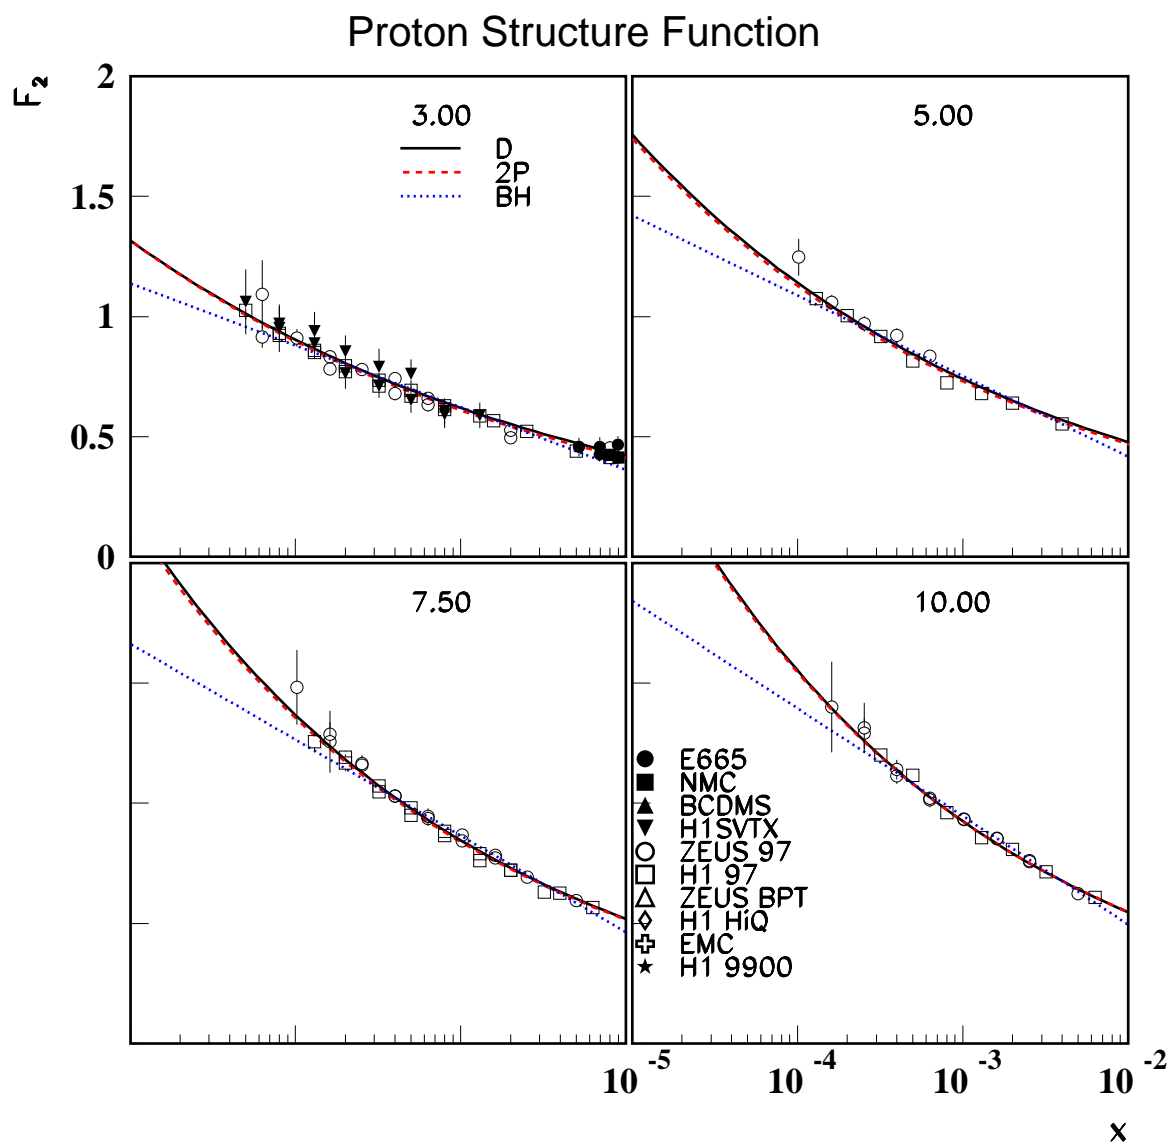 Proton Structure Function
F2
2
3.00
5.00
D
2P
BH
1.5
1
0.5
0
7.50
10.00
E665
NMC
BCDMS
H1SVTX
ZEUS 97
H1 97
ZEUS BPT
H1 HiQ
EMC
H1 9900
10 -5
10 -4
10 -3
10 -2
x